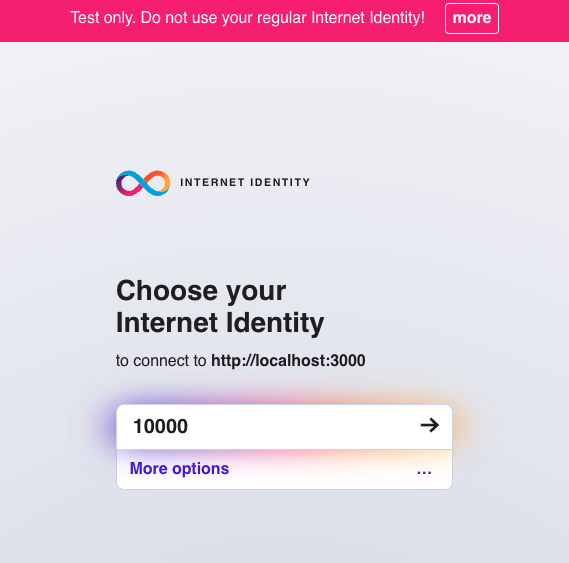 Test only. Do not use your regular Internet Identity! more
INTERNET IDENTITY
Choose your
Internet Identity
to connect to http://localhost:3000
10000
More options ...